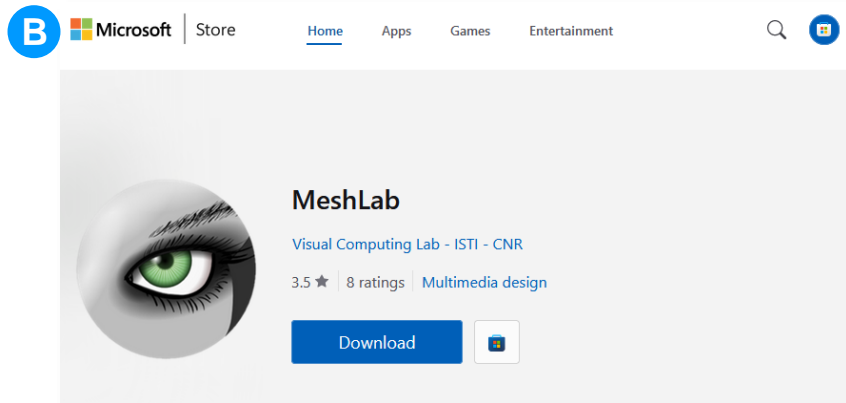 B Microsoft Store Home Apps Games Entertainment
MeshLab
Visual Computing Lab - ISTI - CNR
3.5 ★ 8 ratings Multimedia design
Download